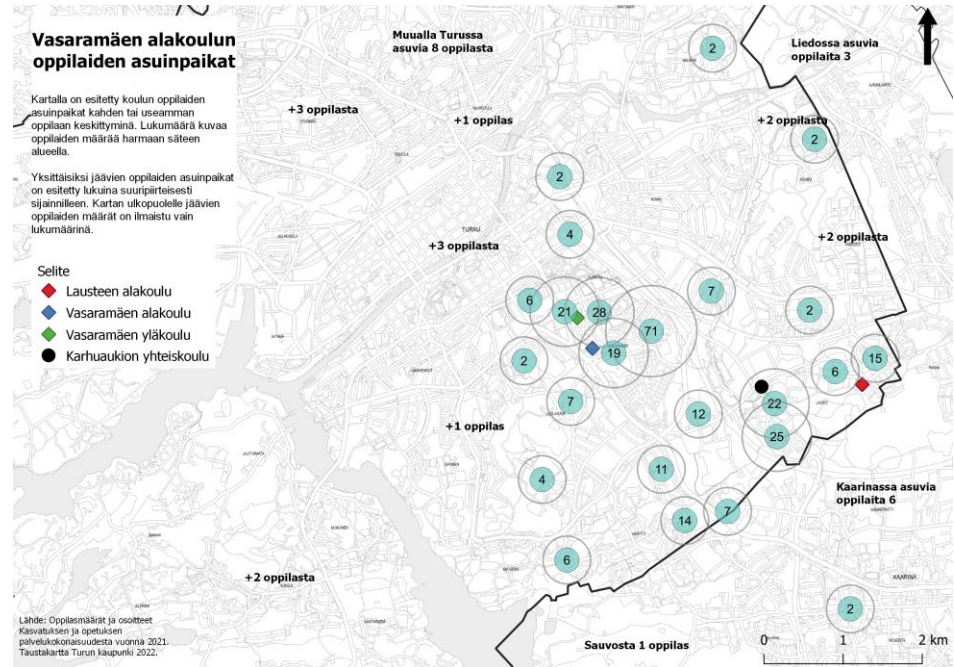 Vasaramäen alakoulun
oppilaiden asuinpaikat
Kartalla on esitetty koulun oppilaiden
asuinpaikat kahden tai useamman
oppilaan keskittyminä. Lukumäärä kuvaa
oppilaiden määrää harmaan säteen
alueella.
Yksittäisiksi jäävien oppilaiden asuinpaikat
on esitetty lukuina suuripiirteisesti
sijainnilleen. Kartan ulkopuolelle jäävien
oppilaiden määrät on ilmaistu vain
lukumäärinä.
Selite
Lausteen alakoulu
Vasaramäen alakoulu
Vasaramäen yläkoulu
Karhuaukion yhteiskoulu
Muualla Turussa
asuvia 8 oppilasta
2
Liedossa asuvia
oppilaita 3
+3 oppilasta
+1 oppilas
+2 oppilasta
2
2
TURKU
4
+3 oppilasta
+2 oppilasta
7
6
21
28
2
71
19
2
6
15
7
12
22
+1 oppilas
25
11
4
Kaarinassa asuvia
oppilaita 6
7
14
6
+2 oppilasta
KAARINA
2
Sauvosta 1 oppilas
0 1 2 km
Lähde: Oppilasmäärät ja osoitteet
Kasvatuksen ja opetuksen
palvelukokonaisuudesta vuonna 2021.
Taustakartta Turun kaupunki 2022.